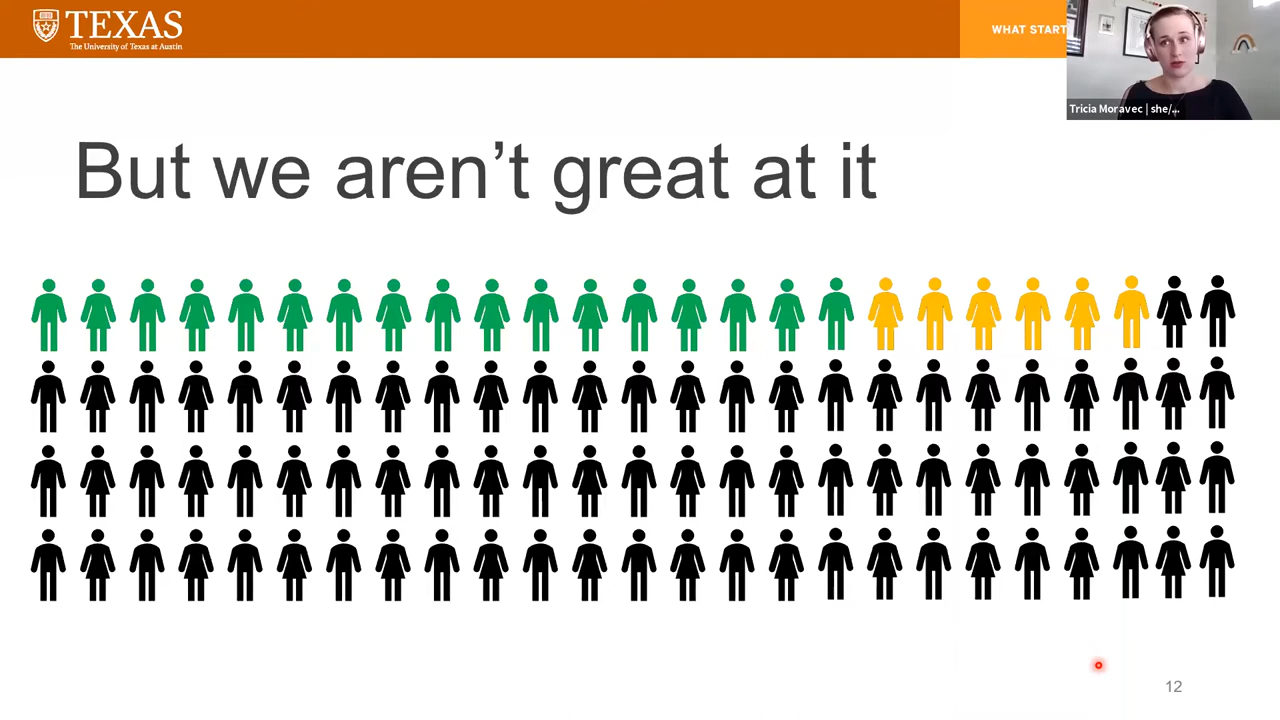 TEXAS
The University of Texas at Austin
WHAT START
Tricia Moravec | she/...
But we aren’t great at it
12